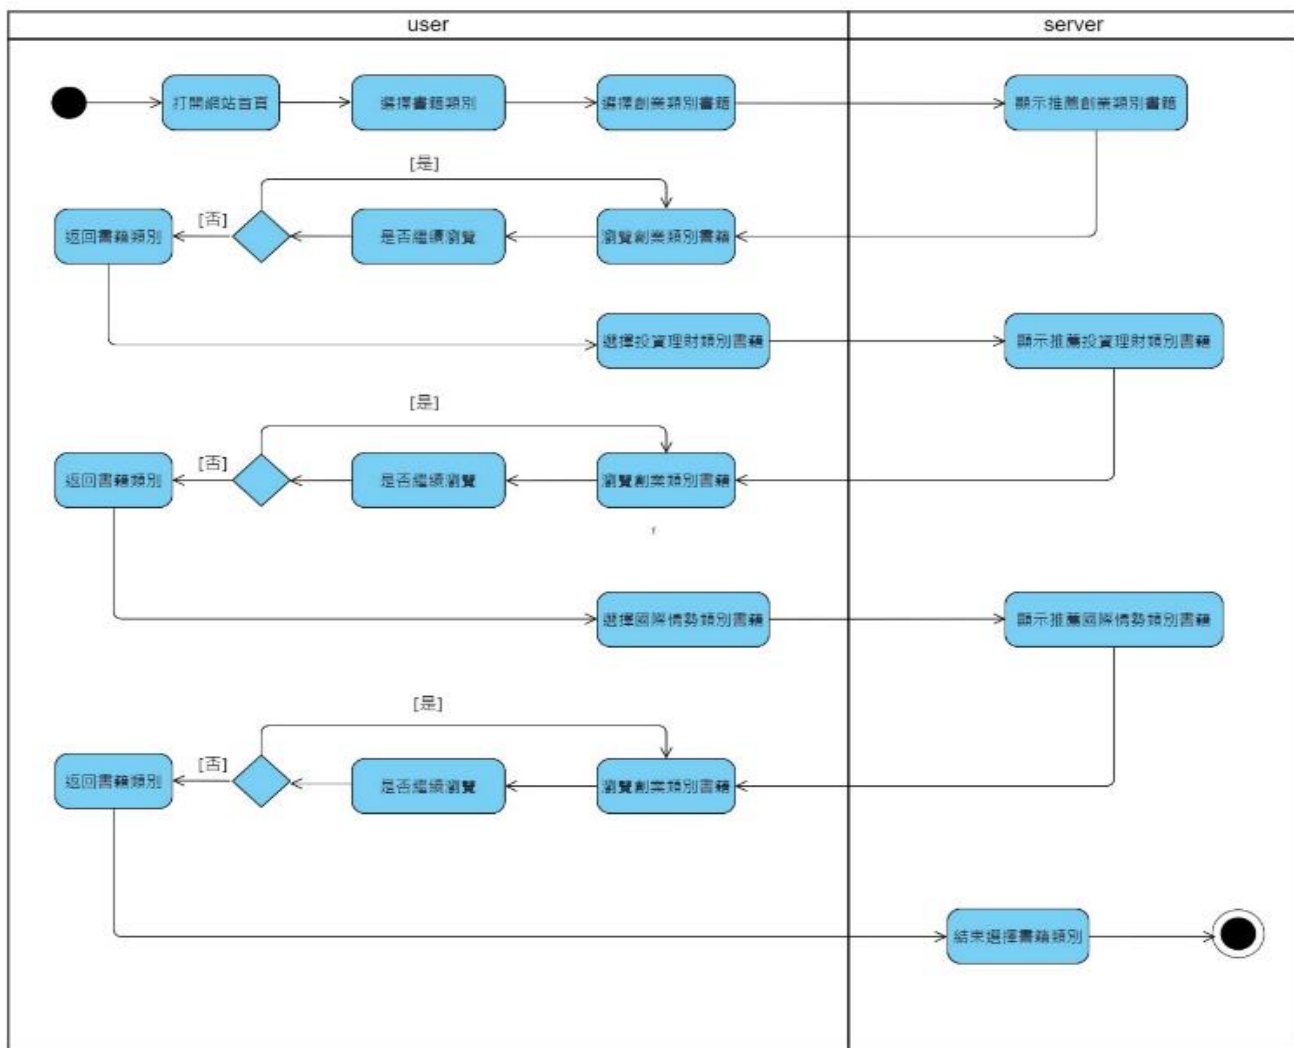 user
server
打開網站首頁
選擇書籍類別
選擇創業類別書籍
顯示推薦創業類別書籍
[是]
返回書籍類別
[否]
是否繼續瀏覽
瀏覽創業類別書籍
選擇投資理財類別書籍
顯示推薦投資理財類別書籍
[是]
返回書籍類別
[否]
是否繼續瀏覽
瀏覽創業類別書籍
選擇國際情勢類別書籍
顯示推薦國際情勢類別書籍
[是]
返回書籍類別
[否]
是否繼續瀏覽
瀏覽創業類別書籍
結束選擇書籍類別